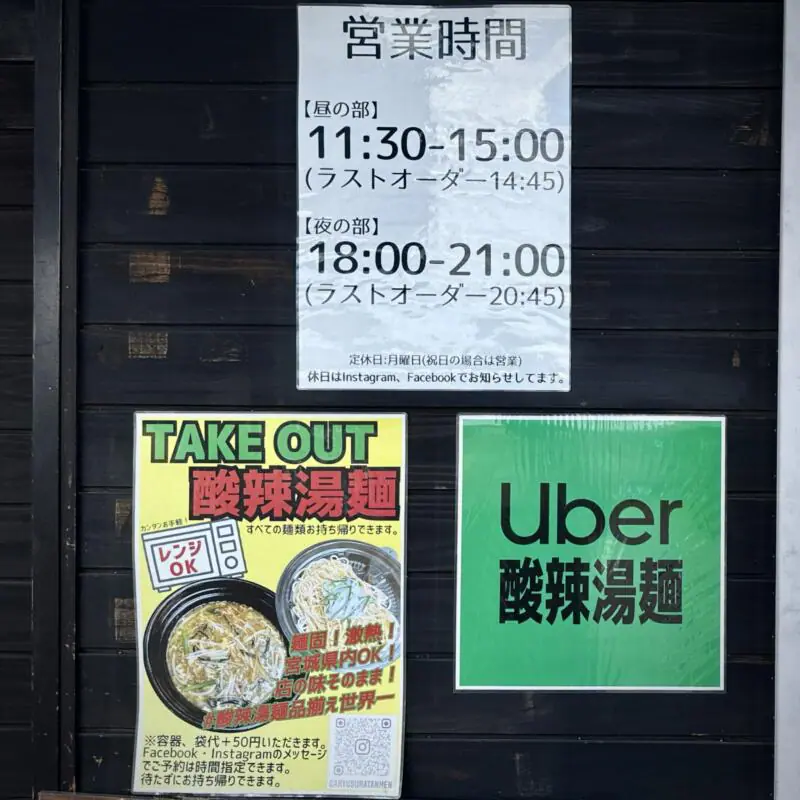 営業時間
【昼の部】
11:30-15:00
(ラストオーダー14:45)
【夜の部】
18:00-21:00
(ラストオーダー20:45)
定休日:月曜日(祝日の場合は営業)
休日はInstagram、Facebookでお知らせしてます。
TAKE OUT
酸辣湯麺
カンタンお手軽!
すべての麺類お持ち帰りできます。
レンジ
OK
麺固!激熱!
宮城県内OK!
店の味そのまま!
#酸辣湯麺品揃え世界一
※容器、袋代+50円いただきます。
Facebook・Instagramのメッセージ
でご予約は時間指定できます。
待たずにお持ち帰りできます。
Uber
酸辣湯麺